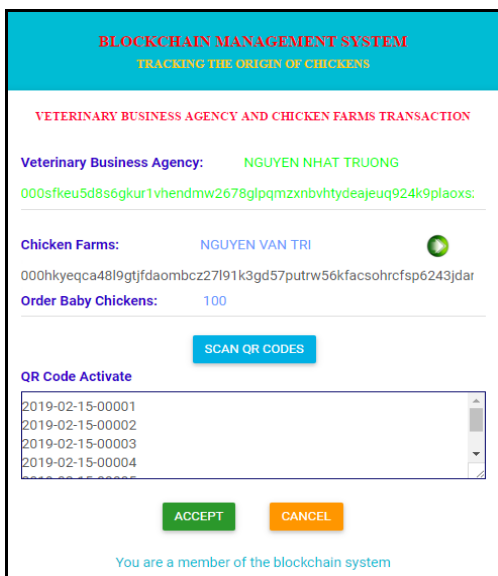 BLOCKCHAIN MANAGEMENT SYSTEM
TRACKING THE ORIGIN OF CHICKENS
VETERINARY BUSINESS AGENCY AND CHICKEN FARMS TRANSACTION
Veterinary Business Agency: NGUYEN NHAT TRUONG
000sfkeu5d8s6gkur1vhendmw2678glpqmzxnbvhtydeajeuq924k9plaoxs
Chicken Farms: NGUYEN VAN TRI
000hkyeqca48l9gtjfdaombcz27l91k3gd57putrw56kfacsohrcfsp6243jdar
Order Baby Chickens: 100
SCAN QR CODES
QR Code Activate
2019-02-15-00001
2019-02-15-00002
2019-02-15-00003
2019-02-15-00004
ACCEPT CANCEL
You are a member of the blockchain system